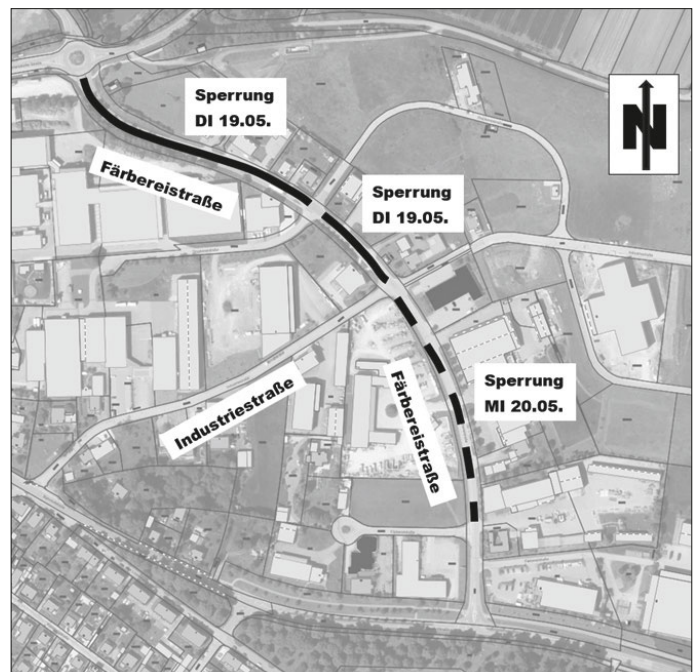 Sperrung
DI 19.05.
N
Färbereistraße
Sperrung
DI 19.05.
Industriestraße
Färbereistraße
Sperrung
MI 20.05.